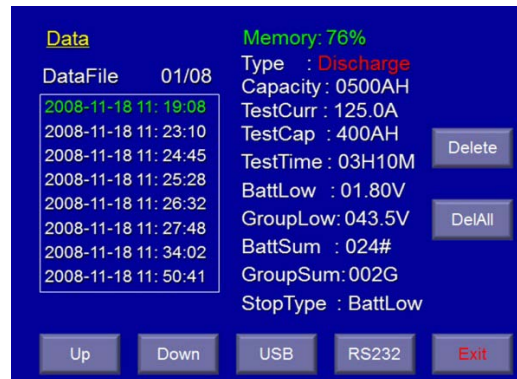 Data
DataFile 01/08
2008-11-18 11: 19:08
2008-11-18 11: 23:10
2008-11-18 11: 24:45
2008-11-18 11: 25:28
2008-11-18 11: 26:32
2008-11-18 11: 27:48
2008-11-18 11: 34:02
2008-11-18 11: 50:41
Memory: 76%
Type : Discharge
Capacity : 0500AH
TestCurr : 125.0A
TestCap : 400AH
TestTime : 03H10M
BattLow : 01.80V
GroupLow: 043.5V
BattSum : 024#
GroupSum: 002G
StopType : BattLow
Delete
DelAll
Up Down USB RS232 Exit